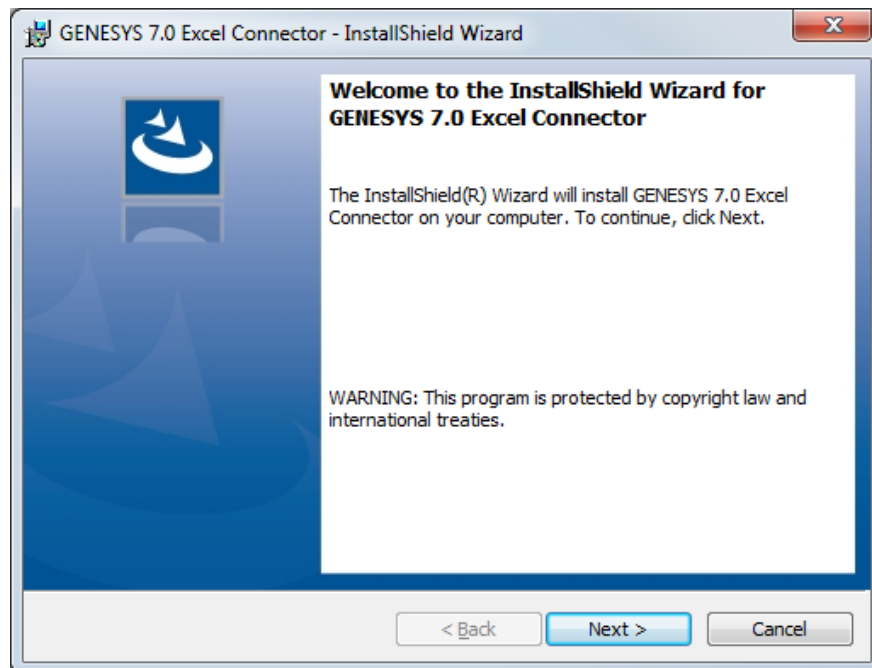 GENESYS 7.0 Excel Connector - InstallShield Wizard
Welcome to the InstallShield Wizard for
GENESYS 7.0 Excel Connector
The InstallShield(R) Wizard will install GENESYS 7.0 Excel
Connector on your computer. To continue, click Next.
WARNING: This program is protected by copyright law and
international treaties.
< Back Next > Cancel